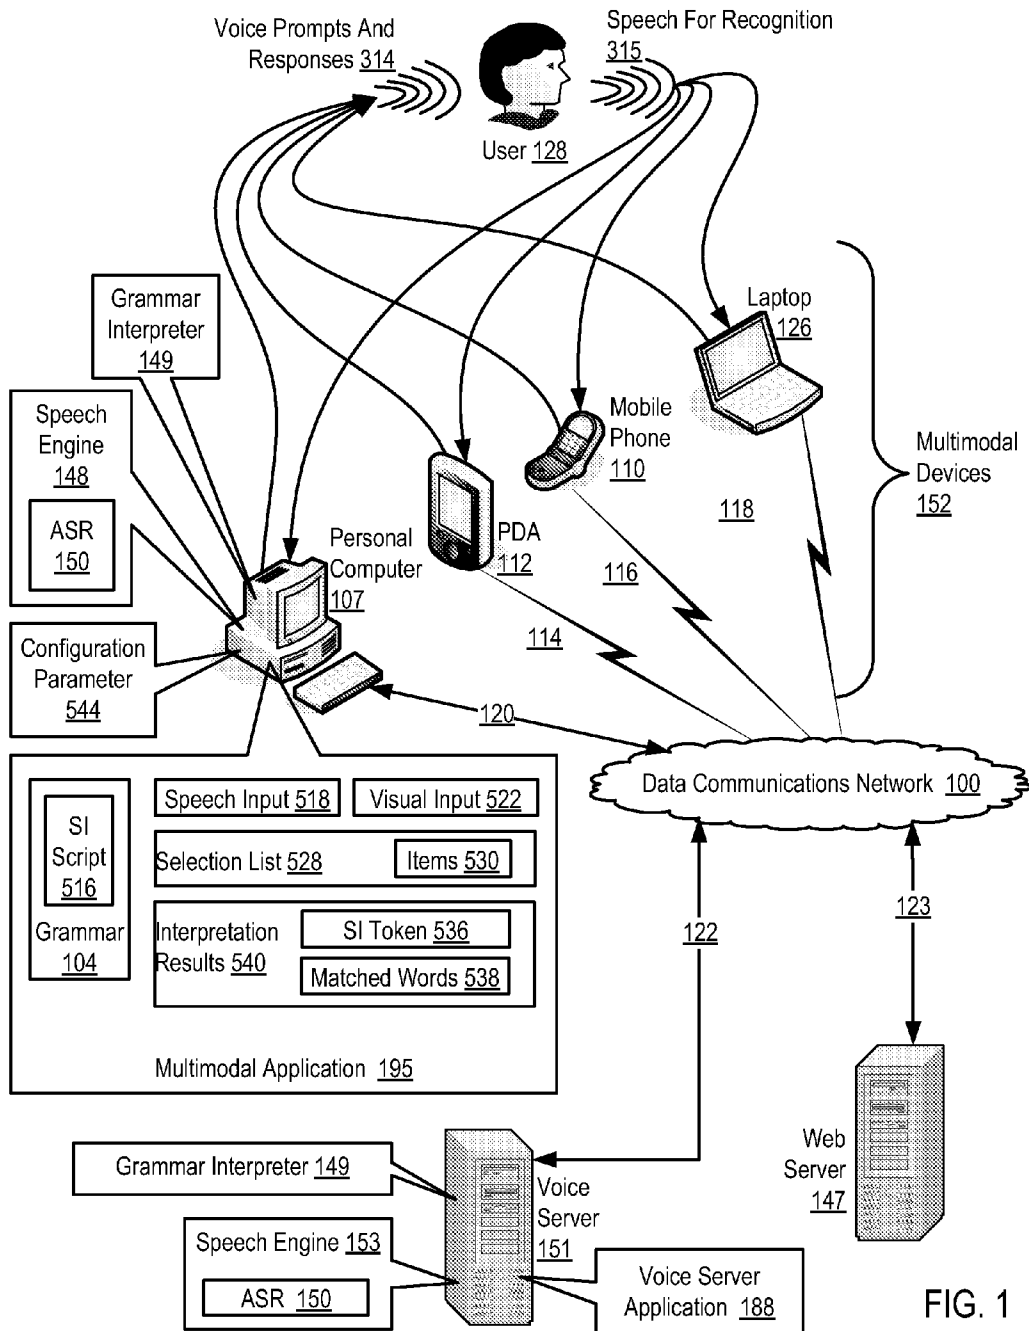 Voice Prompts And
Responses 314
Speech For Recognition
315
User 128
Grammar
Interpreter
149
Laptop
126
Speech
Engine
148
ASR
150
Mobile
Phone
110
Multimodal
Devices
152
118
PDA
112
Personal
Computer
107
116
114
Configuration
Parameter
544
120
Data Communications Network 100
SI
Script
516
Grammar
104
Speech Input 518
Visual Input 522
Selection List 528
Items 530
Interpretation
Results 540
SI Token 536
Matched Words 538
Multimodal Application 195
122
123
Grammar Interpreter 149
Voice
Server
151
Web
Server
147
Speech Engine 153
ASR 150
Voice Server
Application 188
FIG. 1